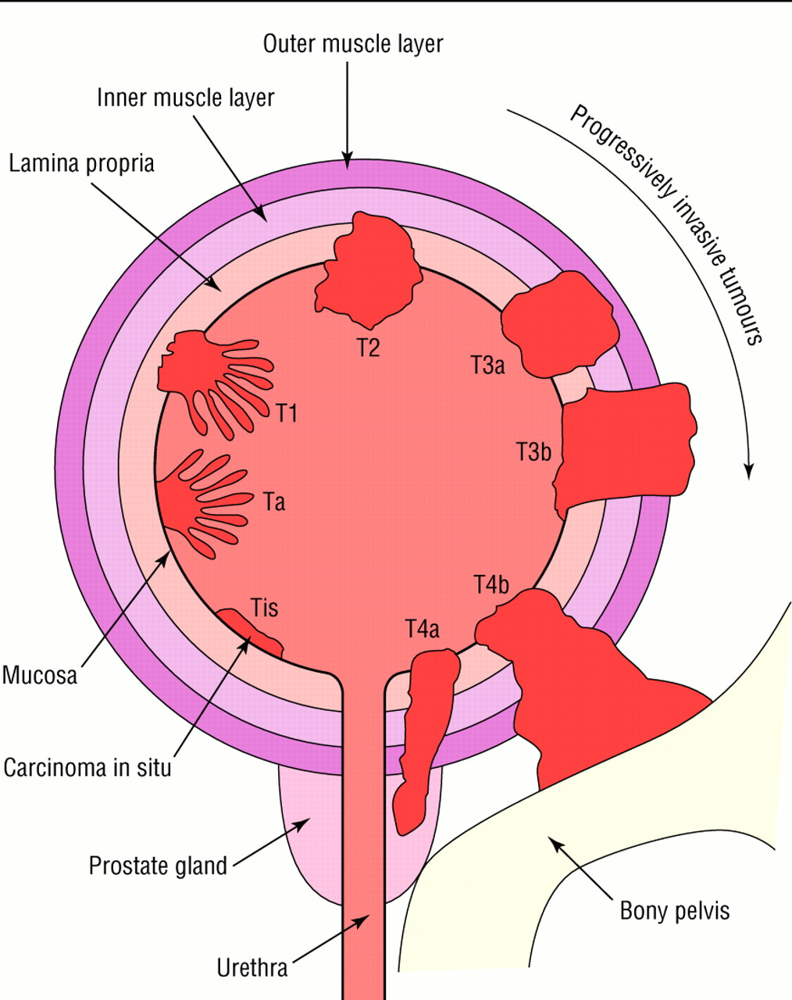 Outer muscle layer
Inner muscle layer
Progressively invasive tumours
Lamina propria
T2
T3a
T1
T3b
Ta
T4b
Tis
T4a
Mucosa
Carcinoma in situ
Prostate gland
Bony pelvis
Urethra